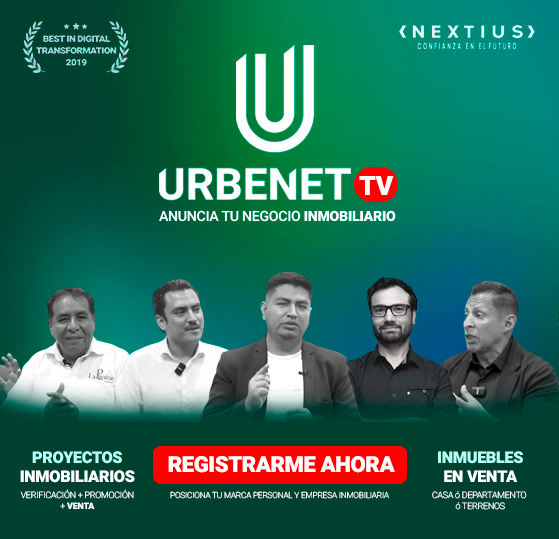 BEST IN DIGITAL
TRANSFORMATION
2019
NEXTIUS
CONFIANZA EN EL FUTURO
URBENET TV
ANUNCIA TU NEGOCIO INMOBILIARIO
PROYECTOS
INMOBILIARIOS
VERIFICACIÓN + PROMOCIÓN
+ VENTA
REGISTRARME AHORA
POSICIONA TU MARCA PERSONAL Y EMPRESA INMOBILIARIA
INMUEBLES
EN VENTA
CASA ó DEPARTAMENTO
ó TERRENOS